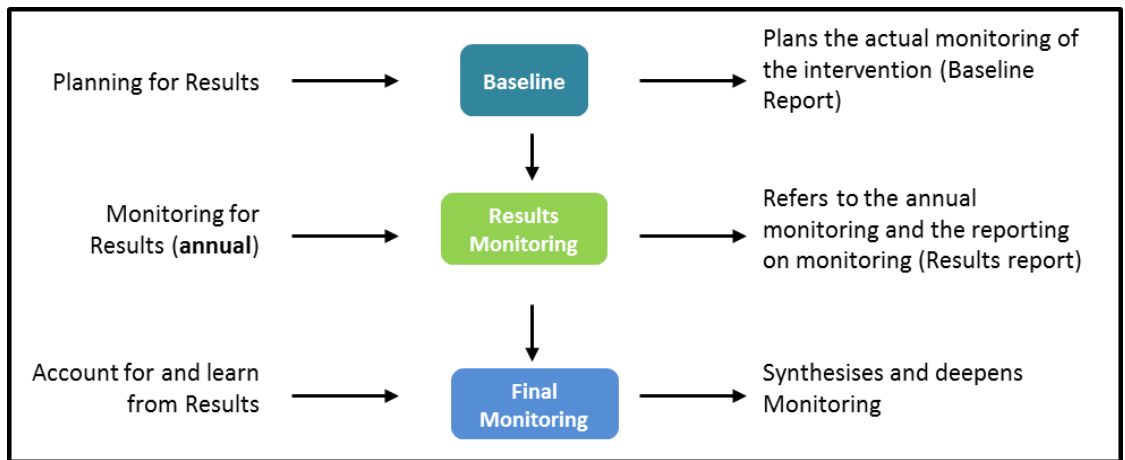 Planning for Results
Baseline
Plans the actual monitoring of
the intervention (Baseline
Report)
Monitoring for
Results (annual)
Results
Monitoring
Refers to the annual
monitoring and the reporting
on monitoring (Results report)
Account for and learn
from Results
Final
Monitoring
Synthesises and deepens
Monitoring